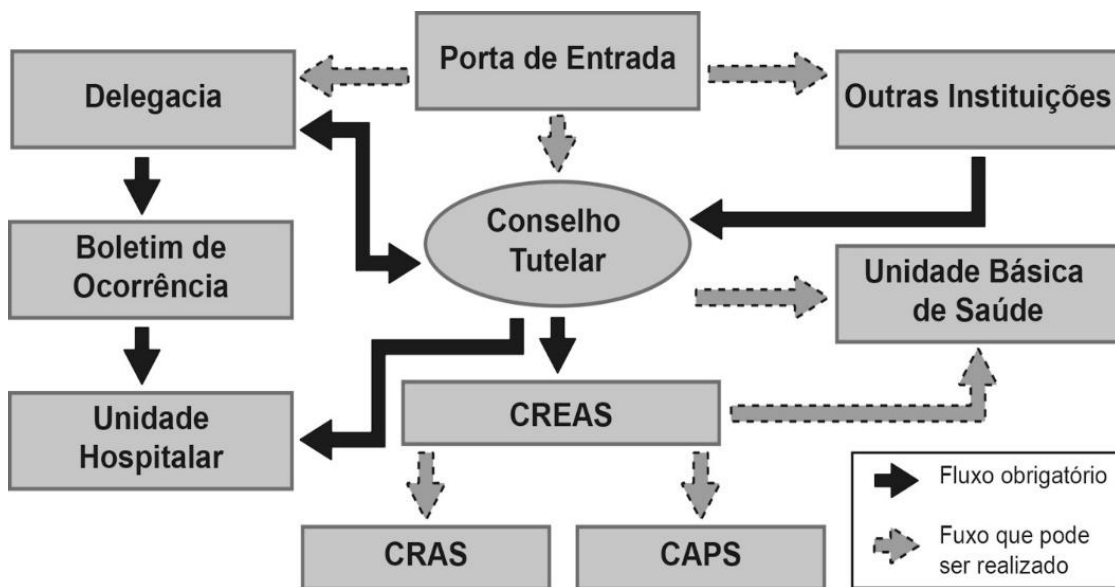 Porta de Entrada
Delegacia
Outras Instituições
Conselho
Tutelar
Boletim de
Ocorrência
Unidade Básica
de Saúde
Unidade
Hospitalar
CREAS
CRAS
CAPS
Fluxo obrigatório
Fuxo que pode
ser realizado